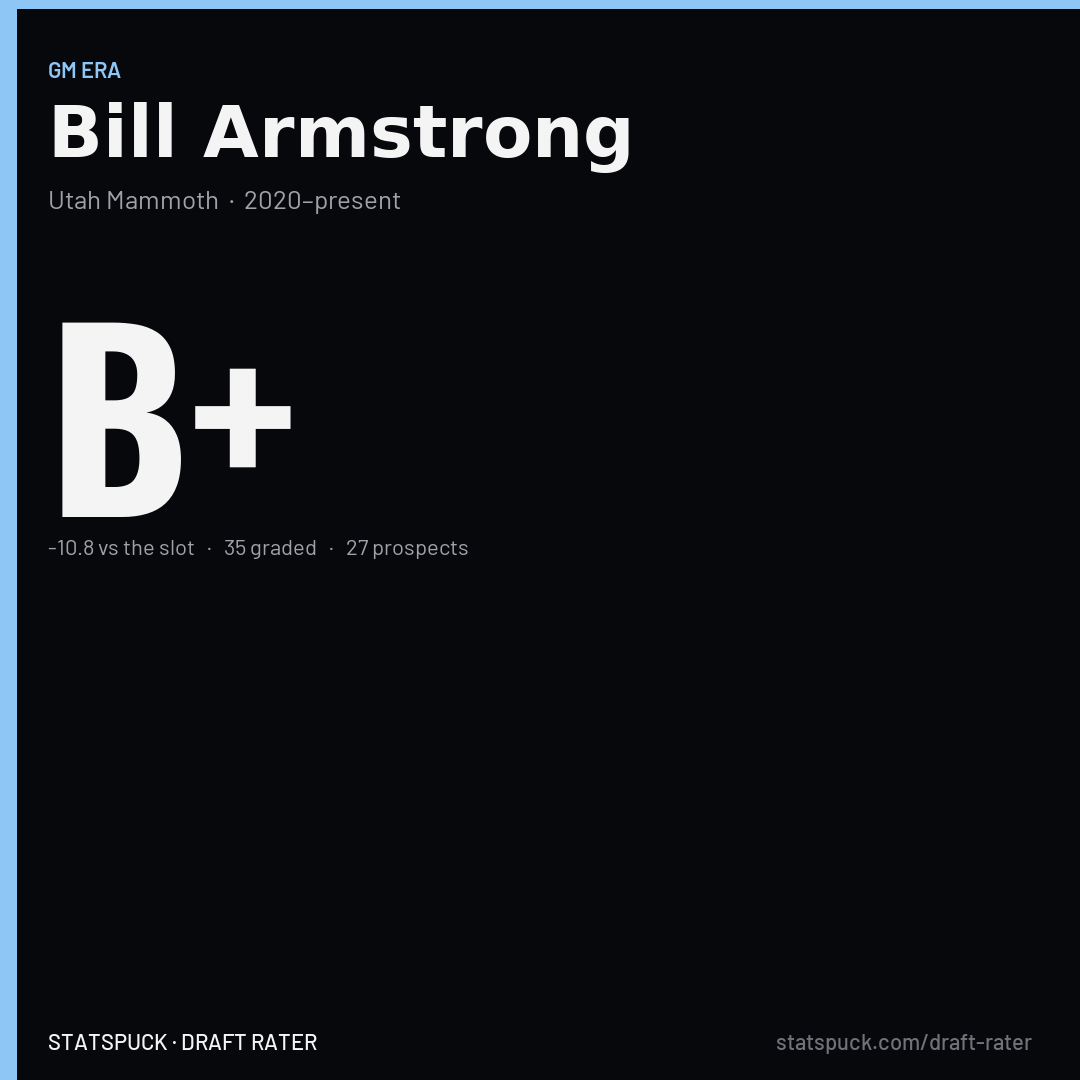 GM ERA
Bill Armstrong
Utah Mammoth · 2020–present
B+
-10.8 vs the slot · 35 graded · 27 prospects
STATSPUCK · DRAFT RATER
statspuck.com/draft-rater